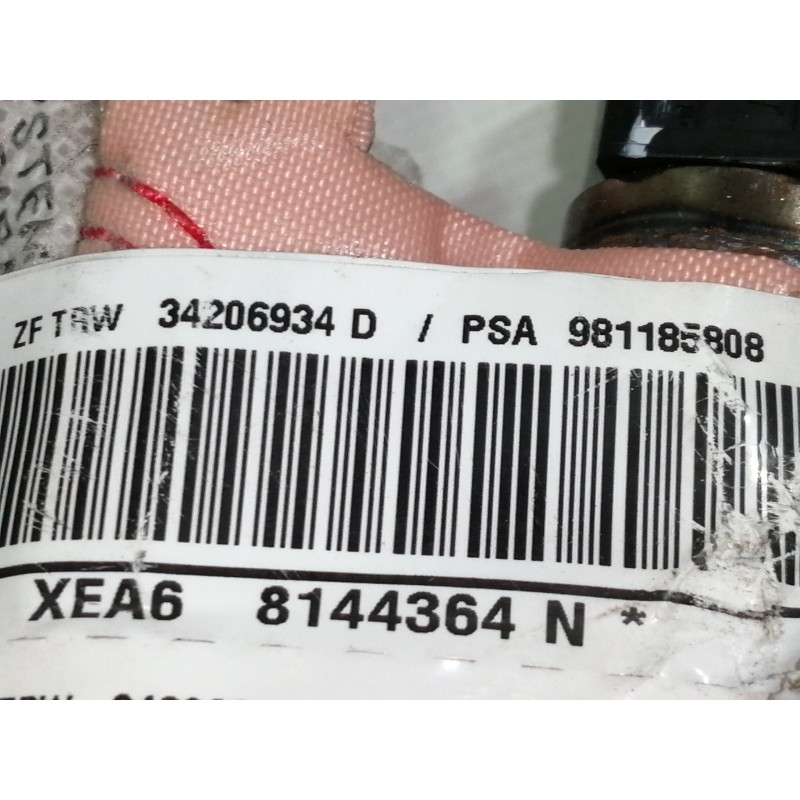 ZF TRW 34206934 D / PSA 981185808
XEA6 8144364 N *